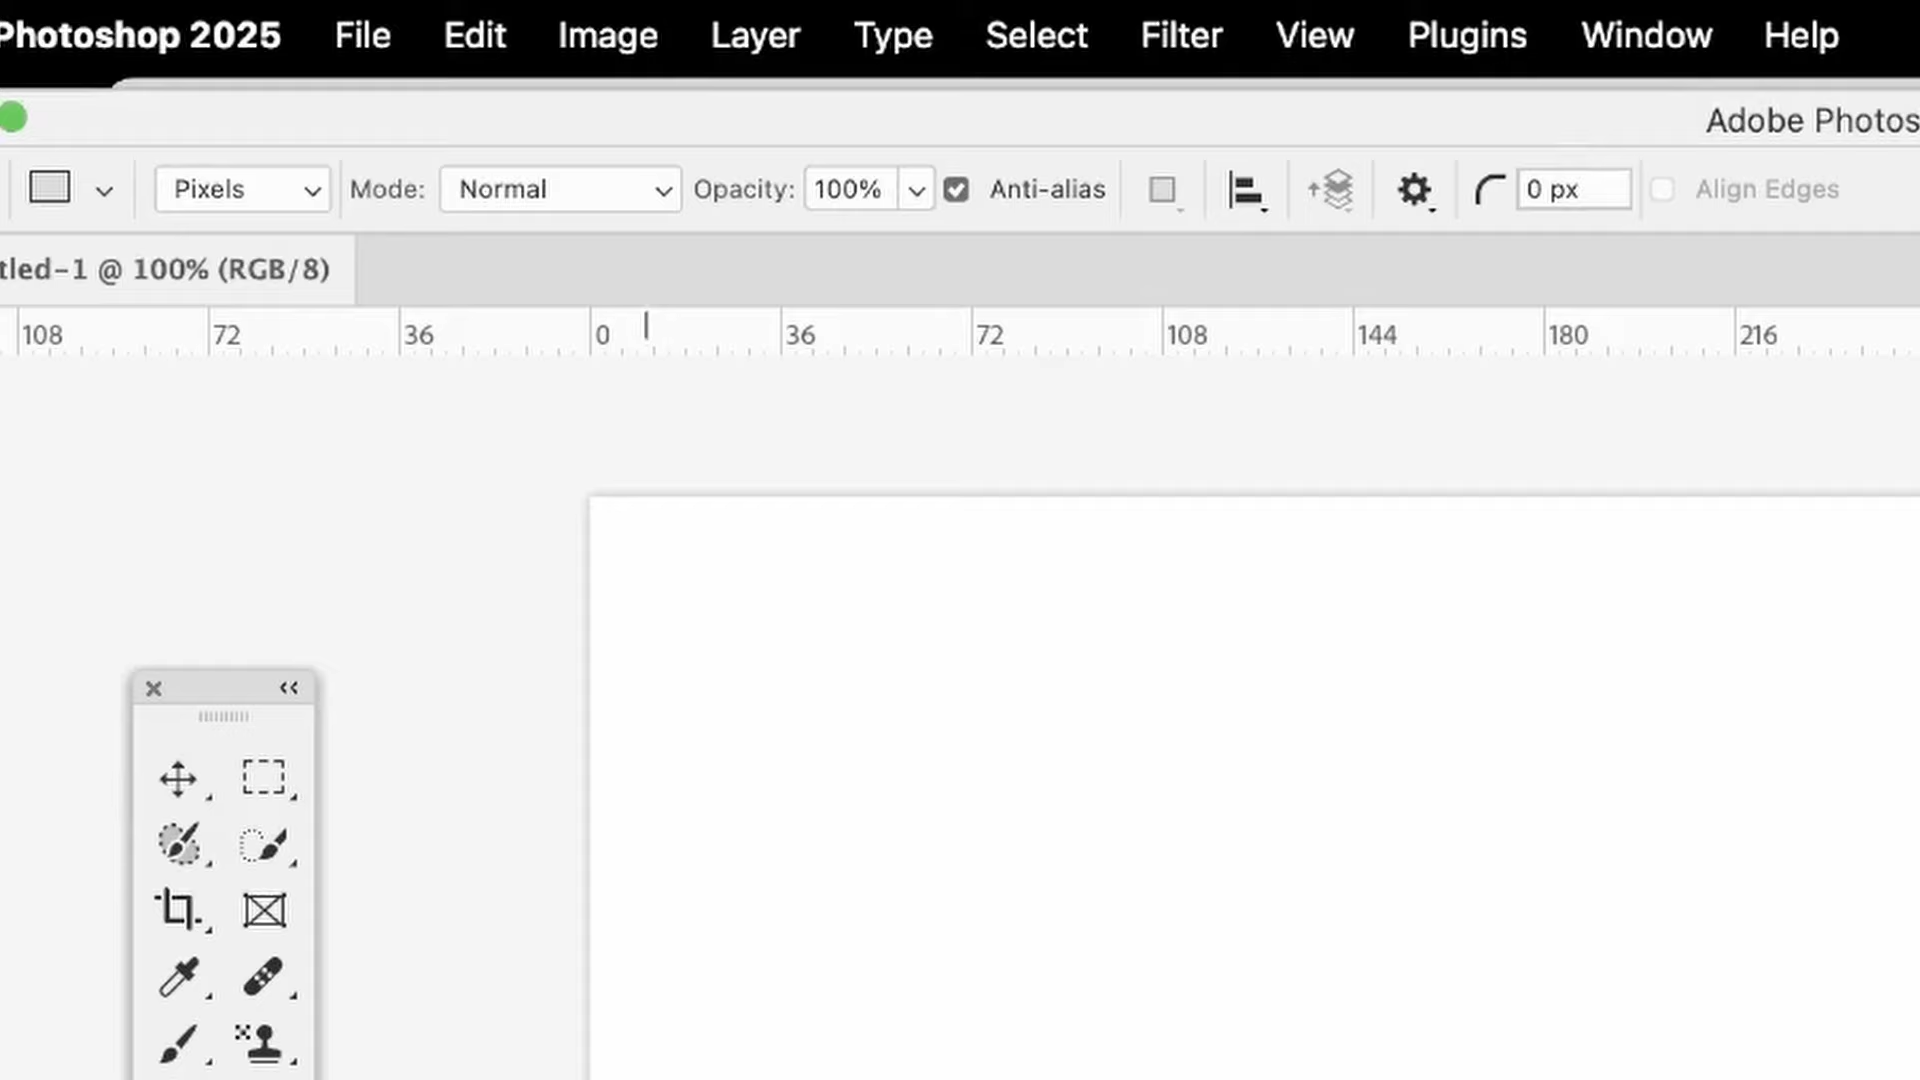 Photoshop 2025 File Edit Image Layer Type Select Filter View Plugins Window Help
Adobe Photos
Pixels Mode: Normal Opacity: 100% Anti-alias 0 px Align Edges
tled-1 @ 100% (RGB/8)
108 72 36 0 36 72 108 144 180 216